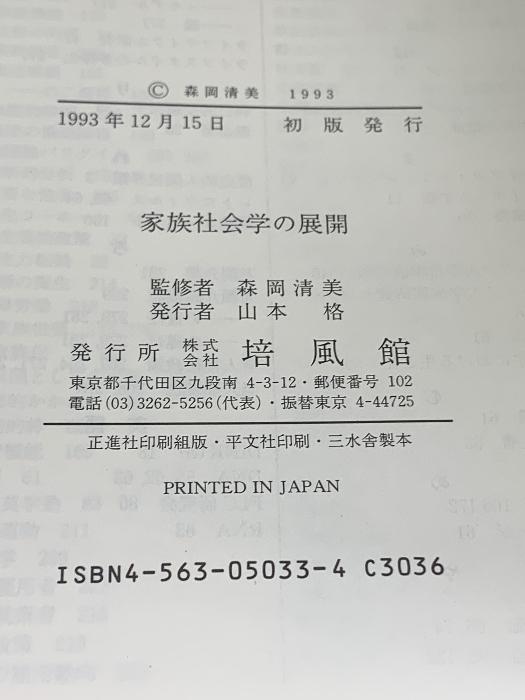 © 森岡清美 1993
1993年12月15日 初版発行
家族社会学の展開
監修者 森岡清美
発行者 山本 格
発行所 株式会社 培風館
東京都千代田区九段南 4-3-12・郵便番号 102
電話(03)3262-5256(代表)・振替東京 4-44725
正進社印刷組版・平文社印刷・三水舎製本
PRINTED IN JAPAN
ISBN4-563-05033-4 C3036